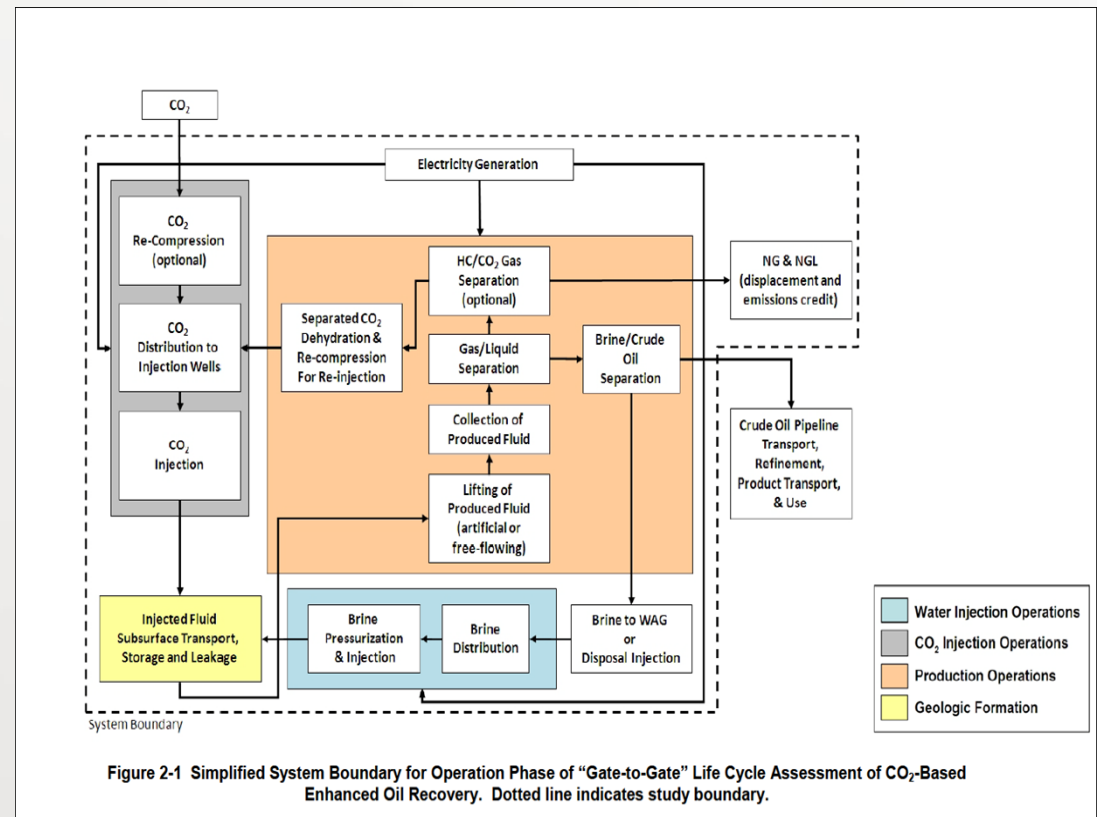 CO₂
Electricity Generation
CO₂
Re-Compression
(optional)
HC/CO₂ Gas
Separation
(optional)
NG & NGL
(displacement and
emissions credit)
CO₂
Distribution to
Injection Wells
Separated CO₂
Dehydration &
Re-compression
For Re-injection
Gas/Liquid
Separation
Brine/Crude
Oil
Separation
CO₂
Injection
Collection of
Produced Fluid
Crude Oil Pipeline
Transport,
Refinement,
Product Transport,
& Use
Lifting of
Produced Fluid
(artificial or
free-flowing)
Injected Fluid
Subsurface Transport,
Storage and Leakage
Brine
Pressurization
& Injection
Brine
Distribution
Brine to WAG
or
Disposal Injection
Water Injection Operations
CO₂ Injection Operations
Production Operations
Geologic Formation
System Boundary
Figure 2-1 Simplified System Boundary for Operation Phase of “Gate-to-Gate” Life Cycle Assessment of CO₂-Based
Enhanced Oil Recovery. Dotted line indicates study boundary.